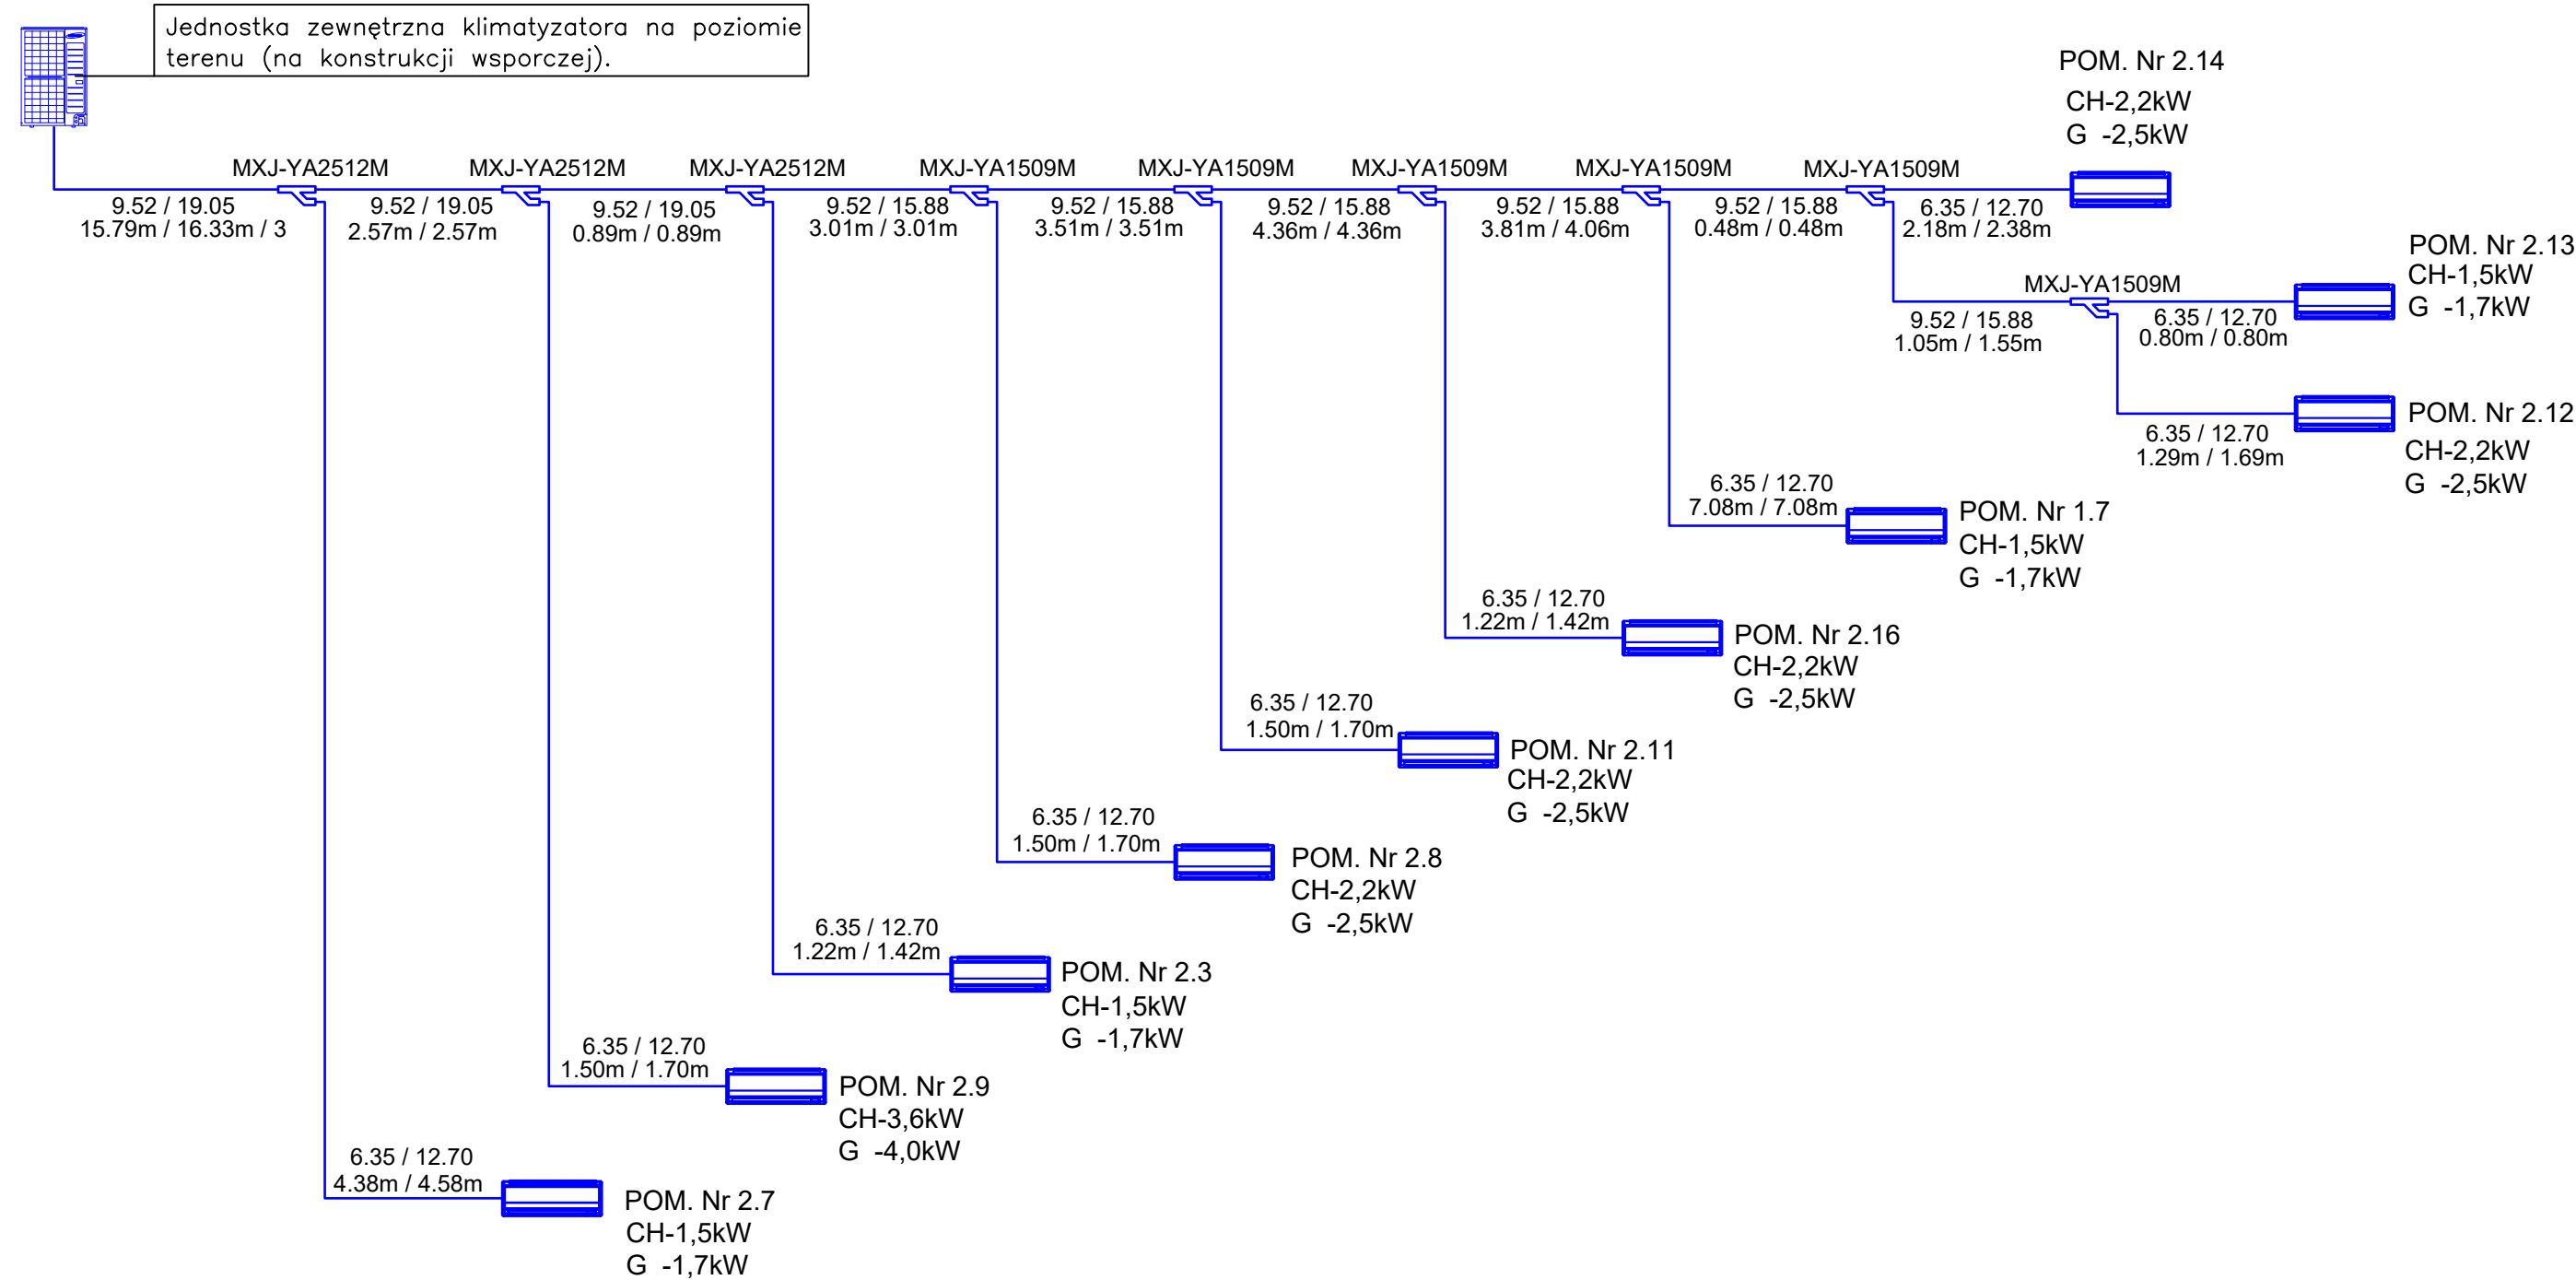 Jednostka zewnętrzna klimatyzatora na poziomie
terenu (na konstrukcji wsporczej).
POM. Nr 2.14
CH-2,2kW
G -2,5kW
MXJ-YA2512M
MXJ-YA2512M
MXJ-YA2512M
MXJ-YA1509M
MXJ-YA1509M
MXJ-YA1509M
MXJ-YA1509M
MXJ-YA1509M
9.52 / 19.05
15.79m / 16.33m / 3
9.52 / 19.05
2.57m / 2.57m
9.52 / 19.05
0.89m / 0.89m
9.52 / 15.88
3.01m / 3.01m
9.52 / 15.88
3.51m / 3.51m
9.52 / 15.88
4.36m / 4.36m
9.52 / 15.88
3.81m / 4.06m
9.52 / 15.88
0.48m / 0.48m
6.35 / 12.70
2.18m / 2.38m
POM. Nr 2.13
CH-1,5kW
G -1,7kW
MXJ-YA1509M
9.52 / 15.88
1.05m / 1.55m
6.35 / 12.70
0.80m / 0.80m
POM. Nr 2.12
CH-2,2kW
G -2,5kW
6.35 / 12.70
1.29m / 1.69m
6.35 / 12.70
7.08m / 7.08m
POM. Nr 1.7
CH-1,5kW
G -1,7kW
6.35 / 12.70
1.22m / 1.42m
POM. Nr 2.16
CH-2,2kW
G -2,5kW
6.35 / 12.70
1.50m / 1.70m
POM. Nr 2.11
CH-2,2kW
G -2,5kW
6.35 / 12.70
1.50m / 1.70m
POM. Nr 2.8
CH-2,2kW
G -2,5kW
6.35 / 12.70
1.22m / 1.42m
POM. Nr 2.3
CH-1,5kW
G -1,7kW
6.35 / 12.70
1.50m / 1.70m
POM. Nr 2.9
CH-3,6kW
G -4,0kW
6.35 / 12.70
4.38m / 4.58m
POM. Nr 2.7
CH-1,5kW
G -1,7kW